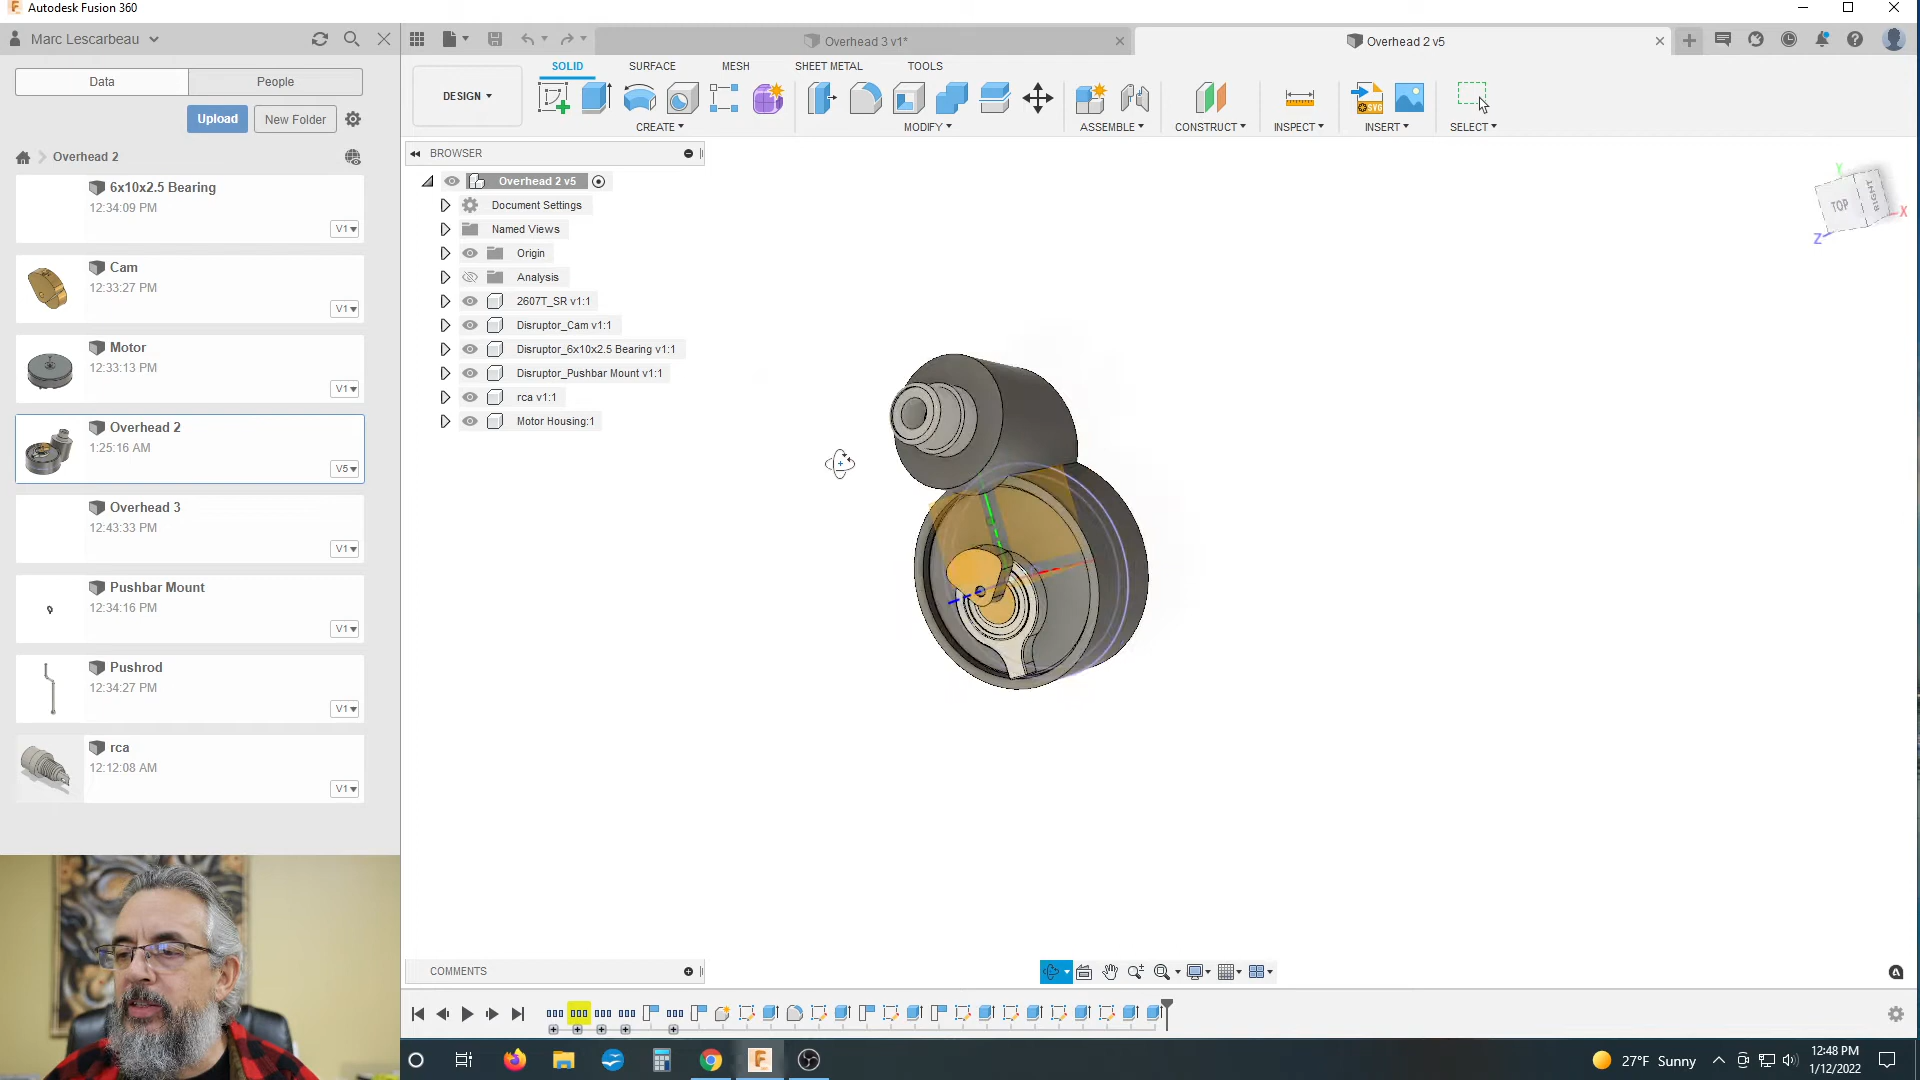 Autodesk Fusion 360
Marc Lescarbeau
Data
People
Upload
New Folder
Overhead 2
6x10x2.5 Bearing
12:34:09 PM
V1
Cam
12:33:27 PM
V1
Motor
12:33:13 PM
V1
Overhead 2
1:25:16 AM
V5
Overhead 3
12:43:33 PM
V1
Pushbar Mount
12:34:16 PM
V1
Pushrod
12:34:27 PM
V1
rca
12:12:08 AM
V1
Overhead 3 v1*
Overhead 2 v5
DESIGN
SOLID
SURFACE
MESH
SHEET METAL
TOOLS
CREATE
MODIFY
ASSEMBLE
CONSTRUCT
INSPECT
INSERT
SELECT
SVG
BROWSER
Overhead 2 v5
Document Settings
Named Views
Origin
Analysis
2607T_SR v1:1
Disruptor_Cam v1:1
Disruptor_6x10x2.5 Bearing v1:1
Disruptor_Pushbar Mount v1:1
rca v1:1
Motor Housing:1
Y
TOP
RIGHT
X
Z
COMMENTS
27°F Sunny
12:48 PM
1/12/2022